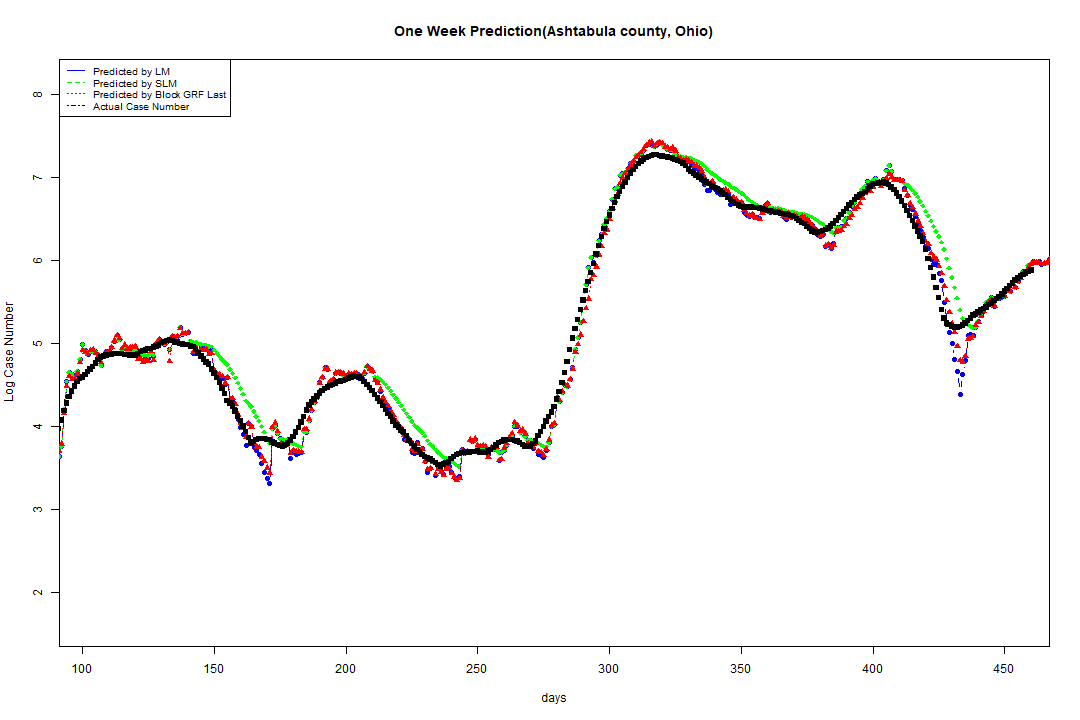 One Week Prediction(Ashtabula county, Ohio)
Predicted by LM
Predicted by SLM
Predicted by Block GRF Last
Actual Case Number
8
7
6
5
4
3
2
Log Case Number
100 150 200 250 300 350 400 450
days